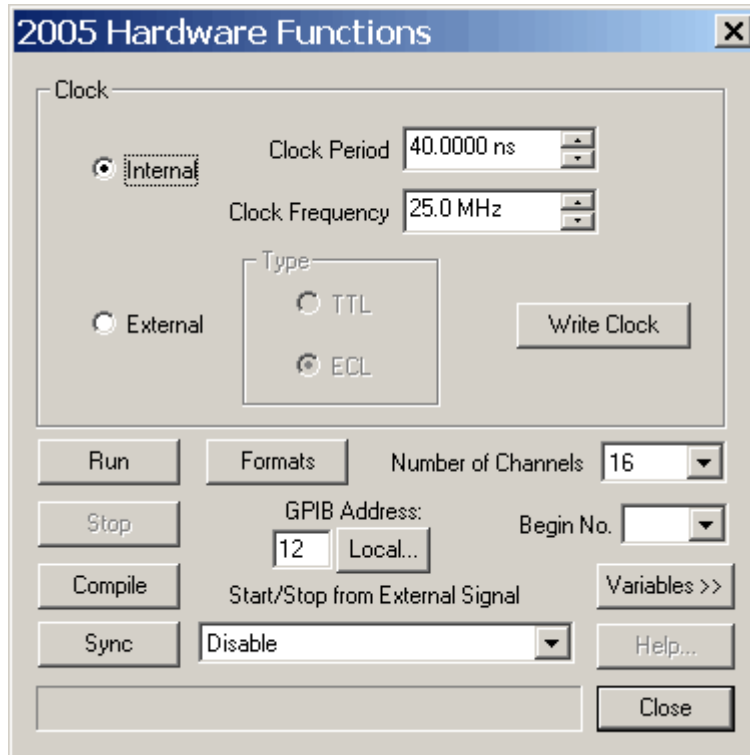 2005 Hardware Functions
Clock
Internal
Clock Period 40.0000 ns
Clock Frequency 25.0 MHz
Type
TTL
External
Write Clock
ECL
Run Formats Number of Channels 16
GPIB Address:
Stop
Begin No.
12 Local...
Compile
Variables >>
Start/Stop from External Signal
Sync Disable Help...
Close